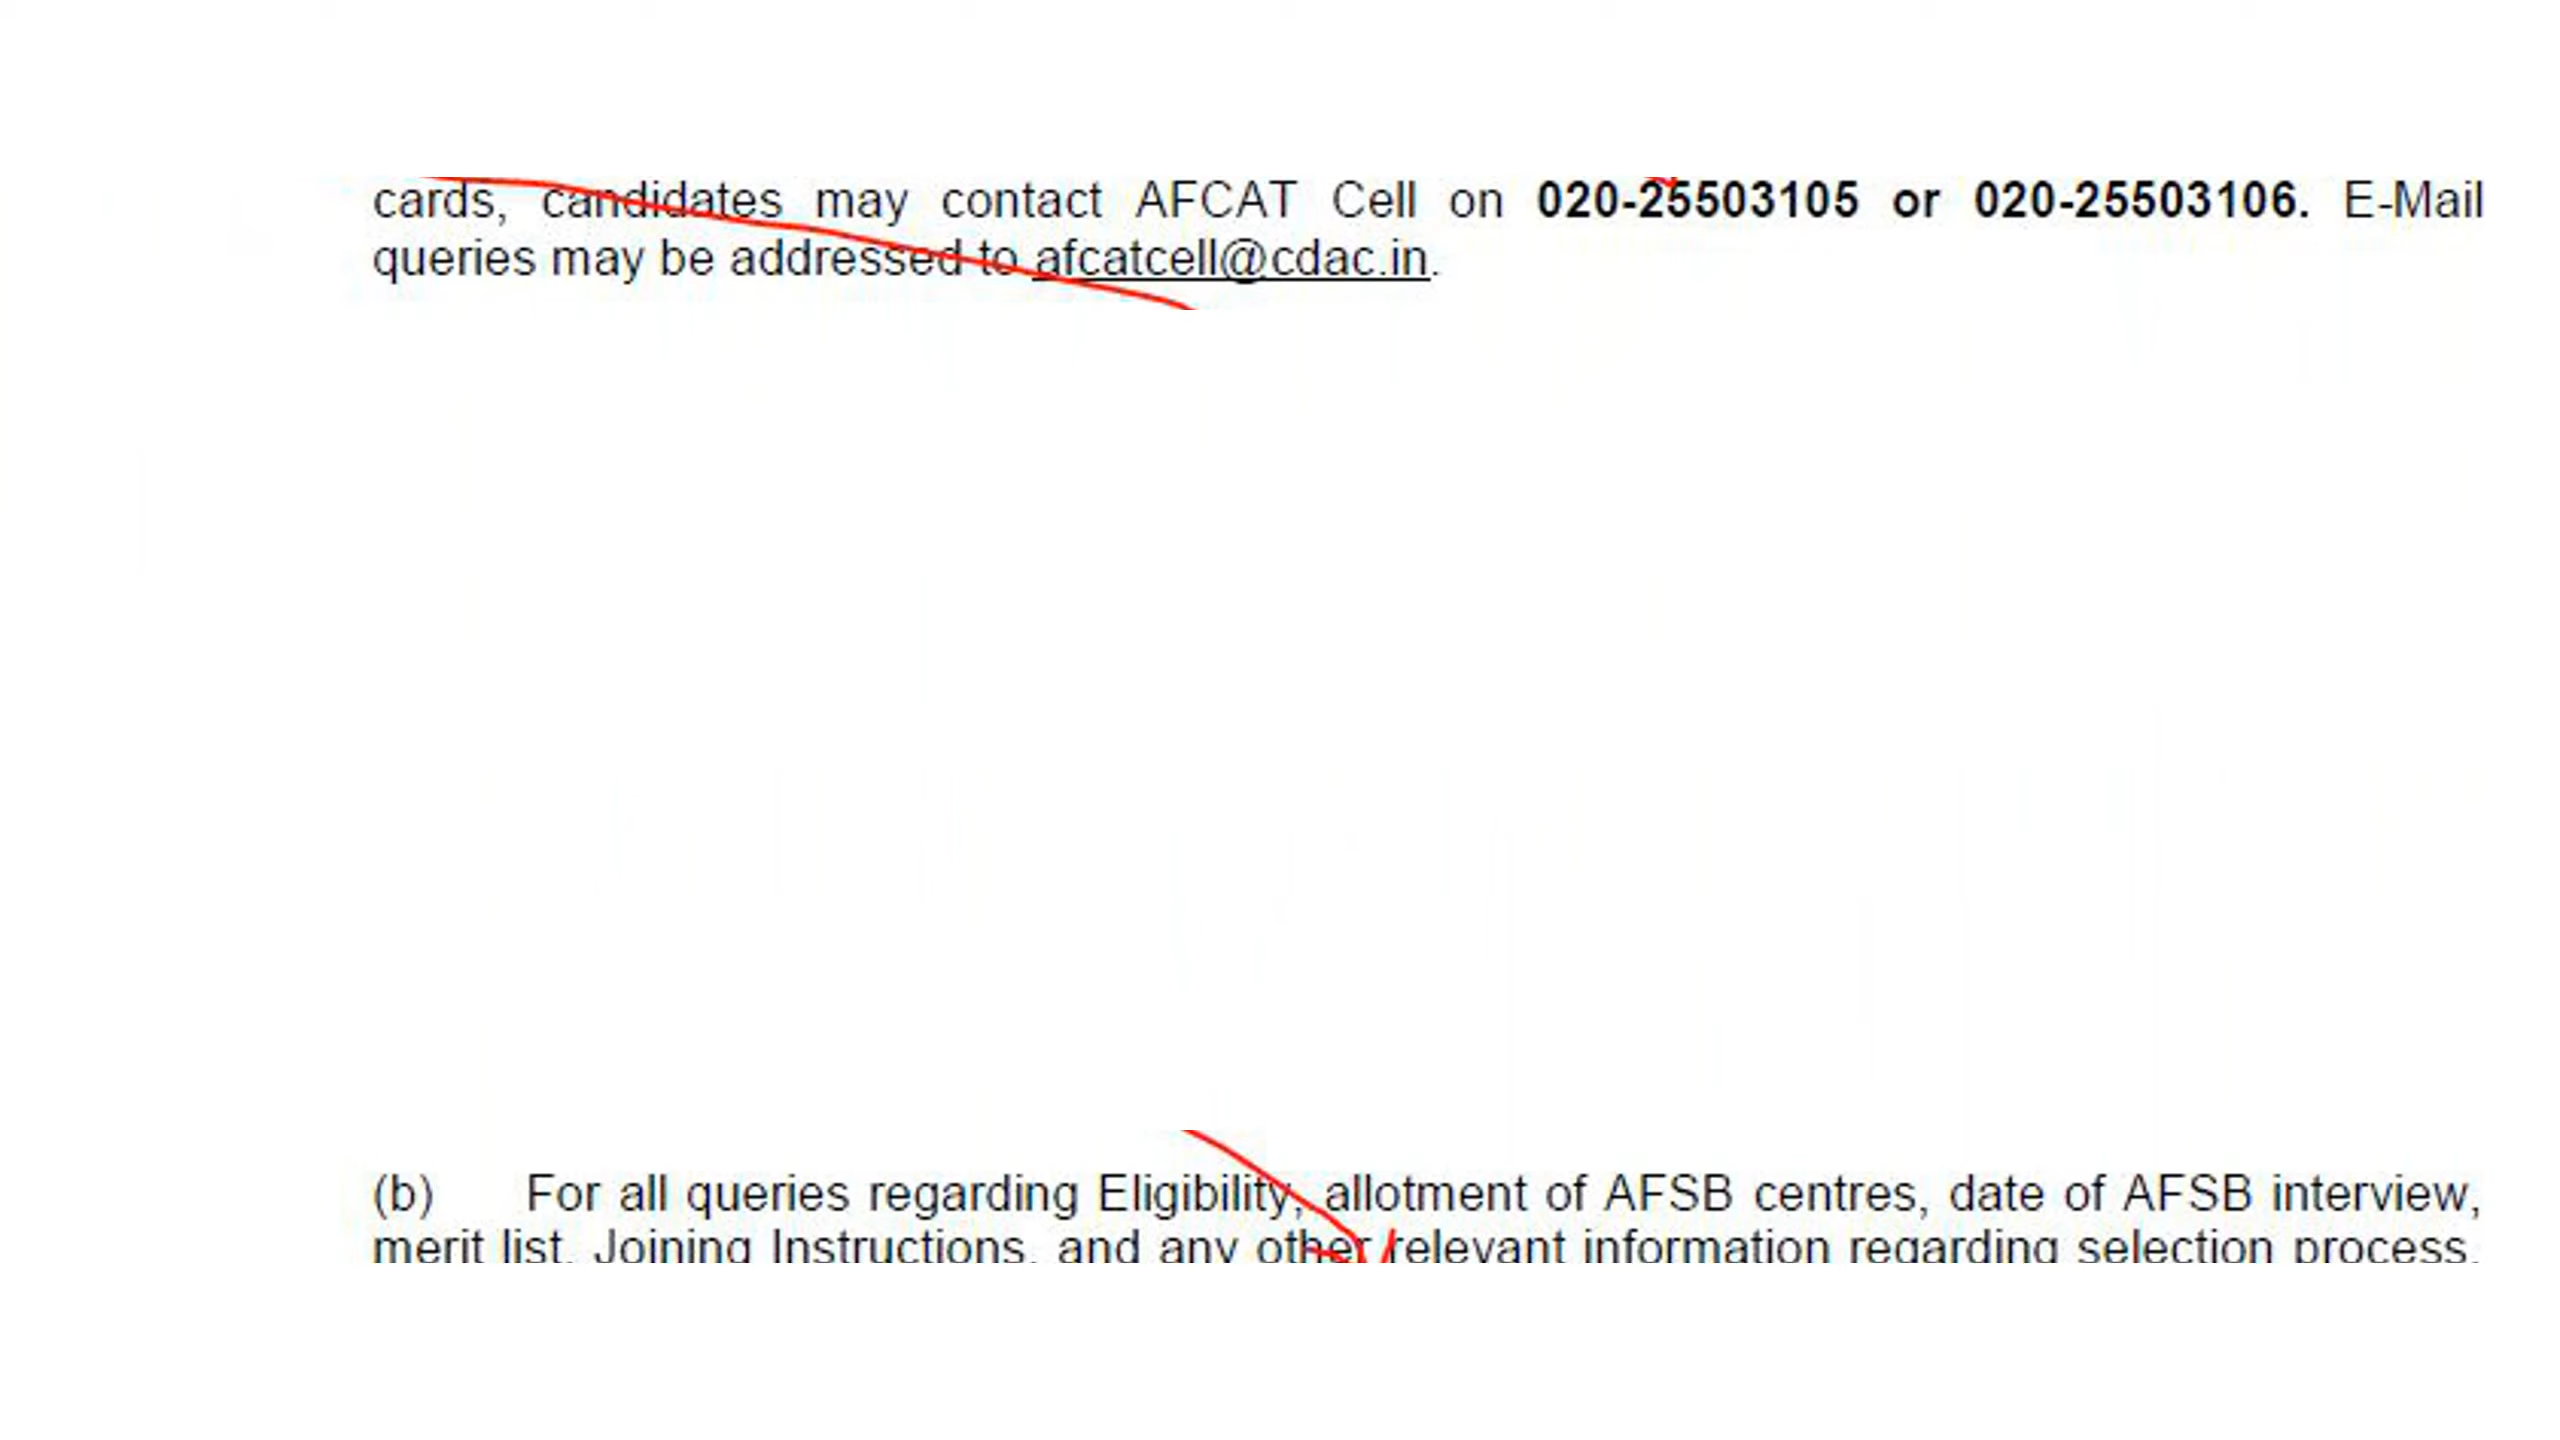 cards, candidates may contact AFCAT Cell on 020-25503105 or 020-25503106. E-Mail
queries may be addressed to afcatcell@cdac.in.
(b) For all queries regarding Eligibility, allotment of AFSB centres, date of AFSB interview,
merit list, Joining Instructions, and any other relevant information regarding selection process,